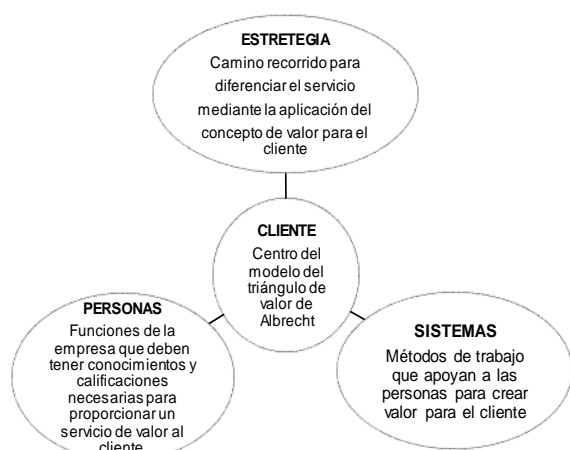 ESTRETEGIA
Camino recorrido para
diferenciar el servicio
mediante la aplicación del
concepto de valor para el
cliente
CLIENTE
Centro del
modelo del
triángulo de
valor de
Albrecht
PERSONAS
Funciones de la
empresa que deben
tener conocimientos y
calificaciones
necesarias para
proporcionar un
servicio de valor al
cliente
SISTEMAS
Métodos de trabajo
que apoyan a las
personas para crear
valor para el cliente